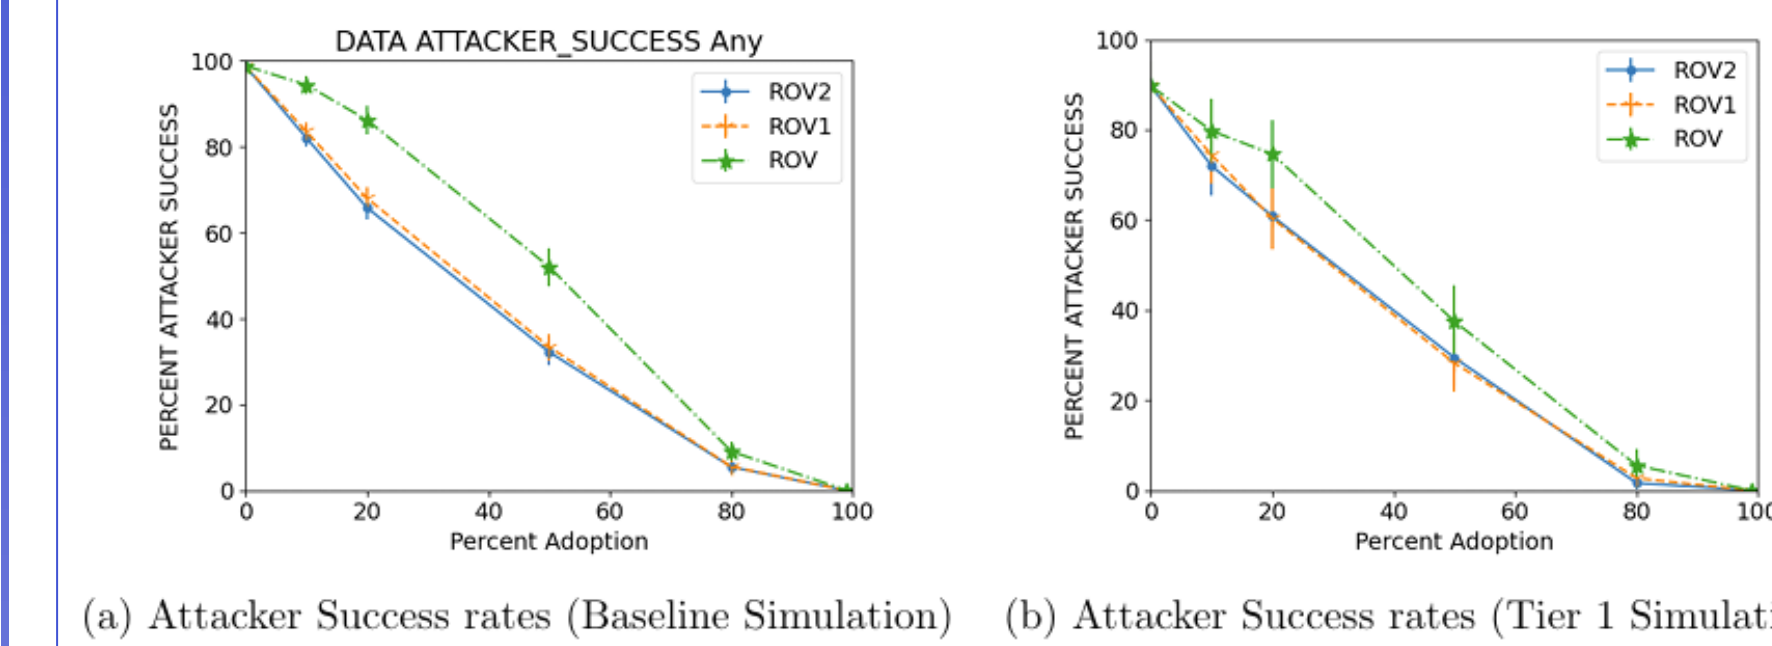 DATA ATTACKER_SUCCESS Any
PERCENT ATTACKER SUCCESS
100
80
60
40
20
0
ROV2
ROV1
ROV
0 20 40 60 80 100
Percent Adoption
(a) Attacker Success rates (Baseline Simulation)
PERCENT ATTACKER SUCCESS
100
80
60
40
20
0
ROV2
ROV1
ROV
0 20 40 60 80 100
Percent Adoption
(b) Attacker Success rates (Tier 1 Simulati